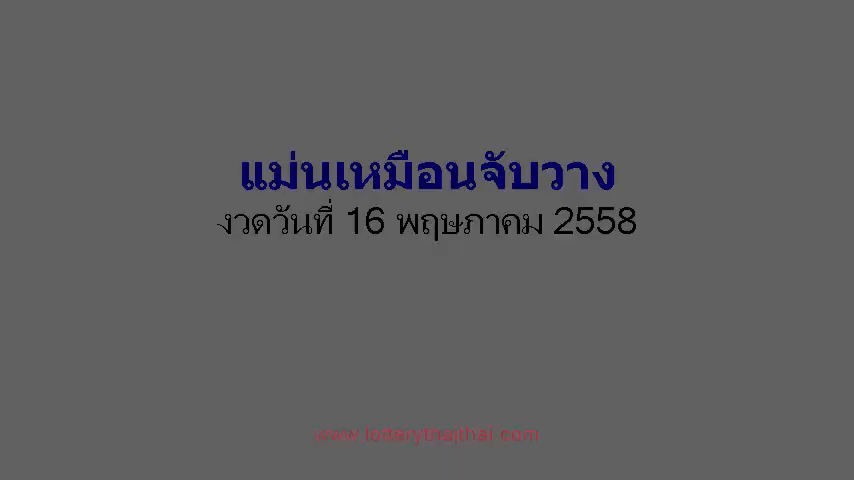 แม่นเหมือนจับวาง
งวดวันที่ 16 พฤษภาคม 2558
www.lotterythaithai.com